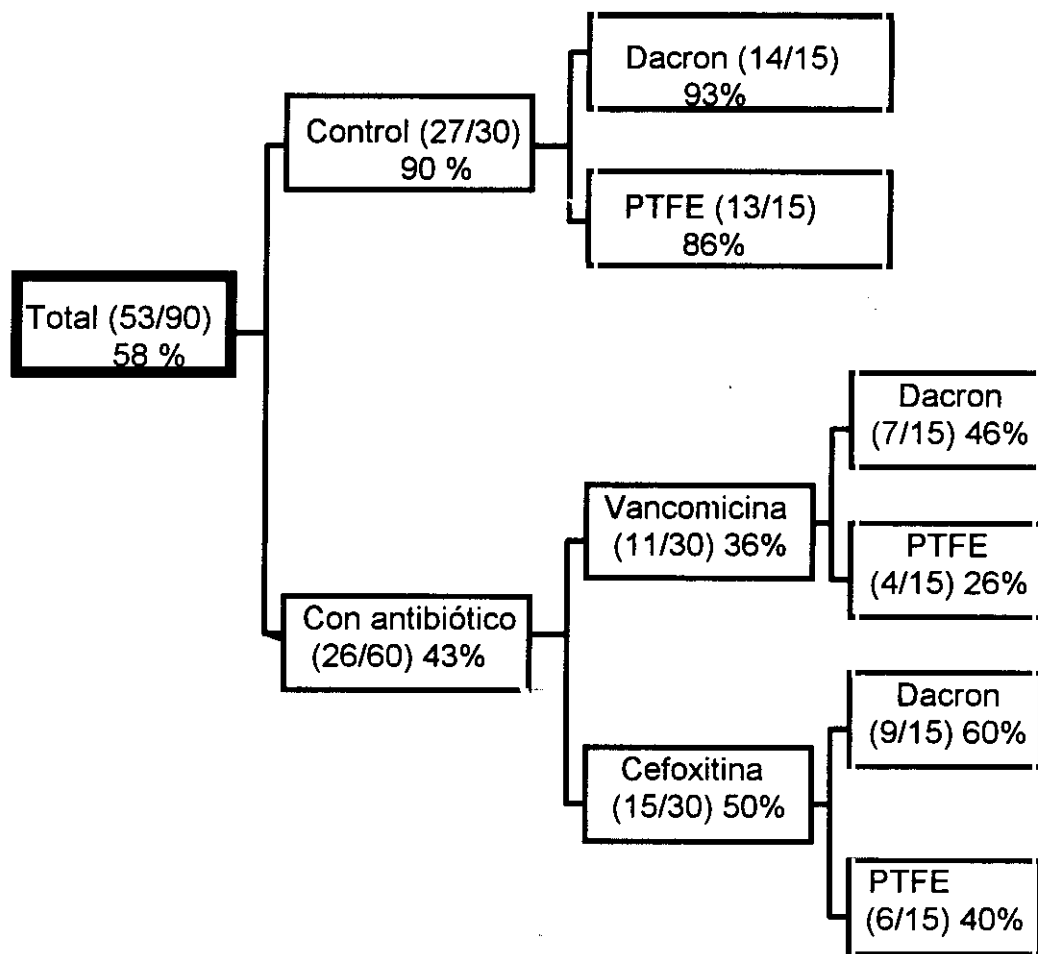 Dacron (14/15)
93%
Control (27/30)
90 %
PTFE (13/15)
86%
Total (53/90)
58 %
Dacron
(7/15) 46%
Vancomicina
(11/30) 36%
PTFE
(4/15) 26%
Con antibiótico
(26/60) 43%
Dacron
(9/15) 60%
Cefoxitina
(15/30) 50%
PTFE
(6/15) 40%